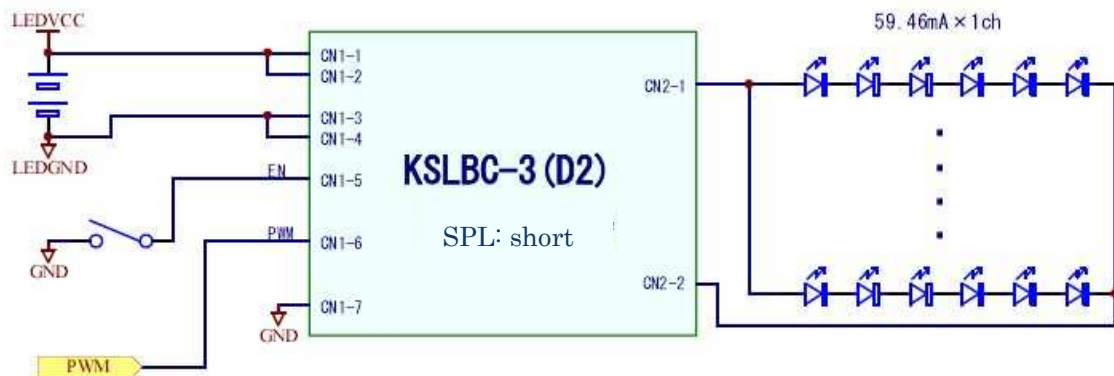 LEDVCC
59.46mA×1ch
CN1-1
CN1-2
CN2-1
CN1-3
CN1-4
LEDGND
KSLBC-3(D2)
EN
CN1-5
SPL: short
PWM
CN1-6
GND
CN2-2
CN1-7
GND
PWM